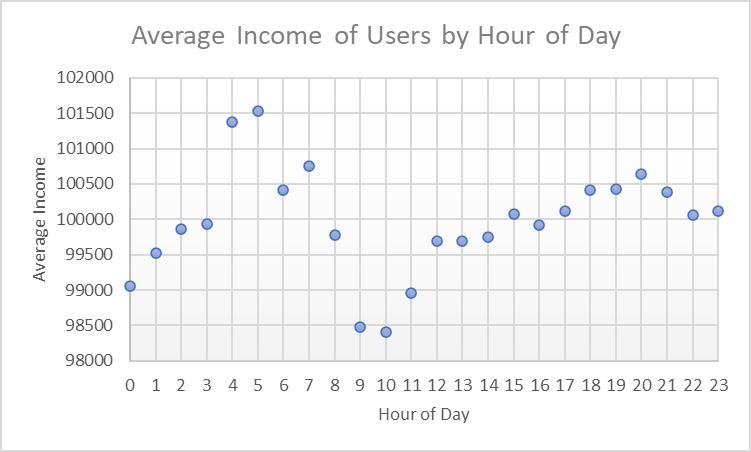 Average Income of Users by Hour of Day
102000
101500
101000
100500
100000
99500
99000
98500
98000
Average Income
0 1 2 3 4 5 6 7 8 9 10 11 12 13 14 15 16 17 18 19 20 21 22 23
Hour of Day